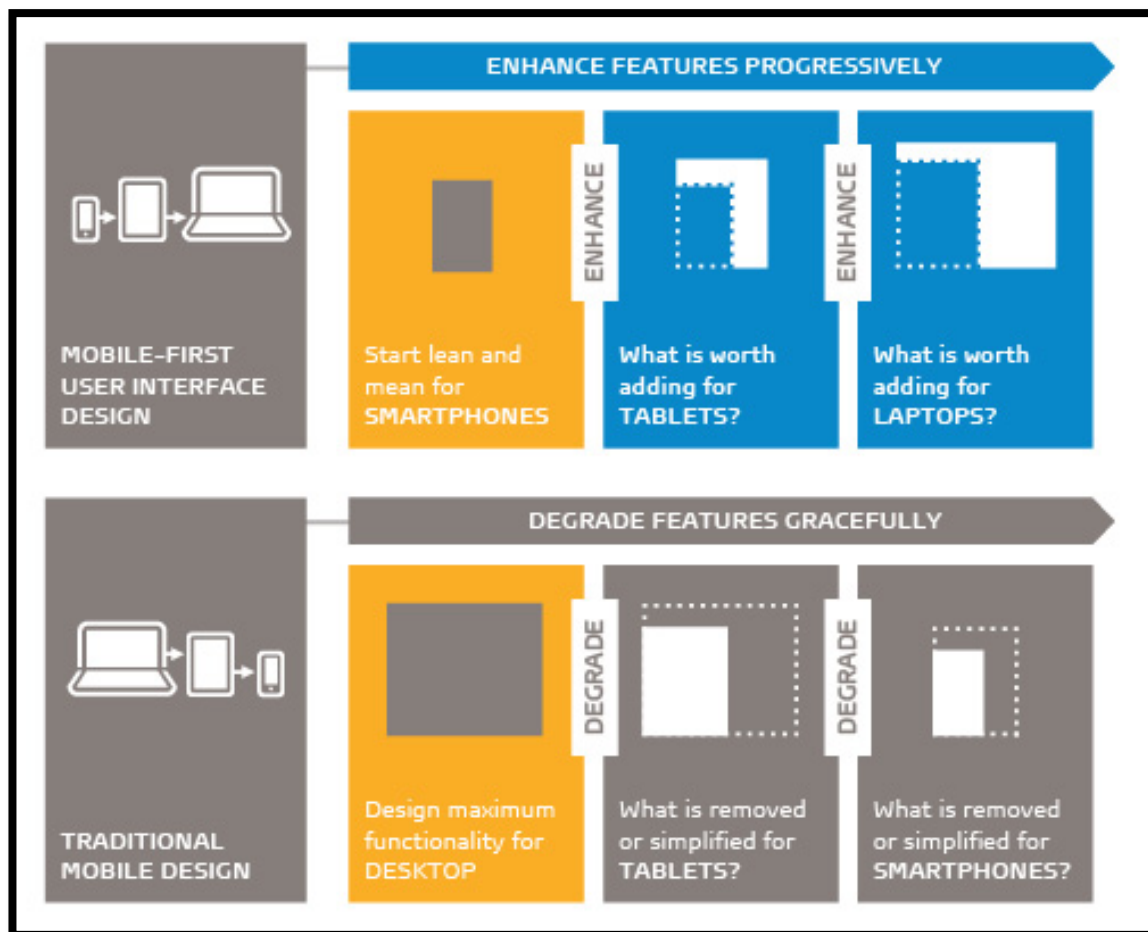 ENHANCE FEATURES PROGRESSIVELY
MOBILE-FIRST
USER INTERFACE
DESIGN
Start lean and
mean for
SMARTPHONES
ENHANCE
What is worth
adding for
TABLETS?
ENHANCE
What is worth
adding for
LAPTOPS?
DEGRADE FEATURES GRACEFULLY
TRADITIONAL
MOBILE DESIGN
Design maximum
functionality for
DESKTOP
DEGRADE
What is removed
or simplified for
TABLETS?
DEGRADE
What is removed
or simplified for
SMARTPHONES?